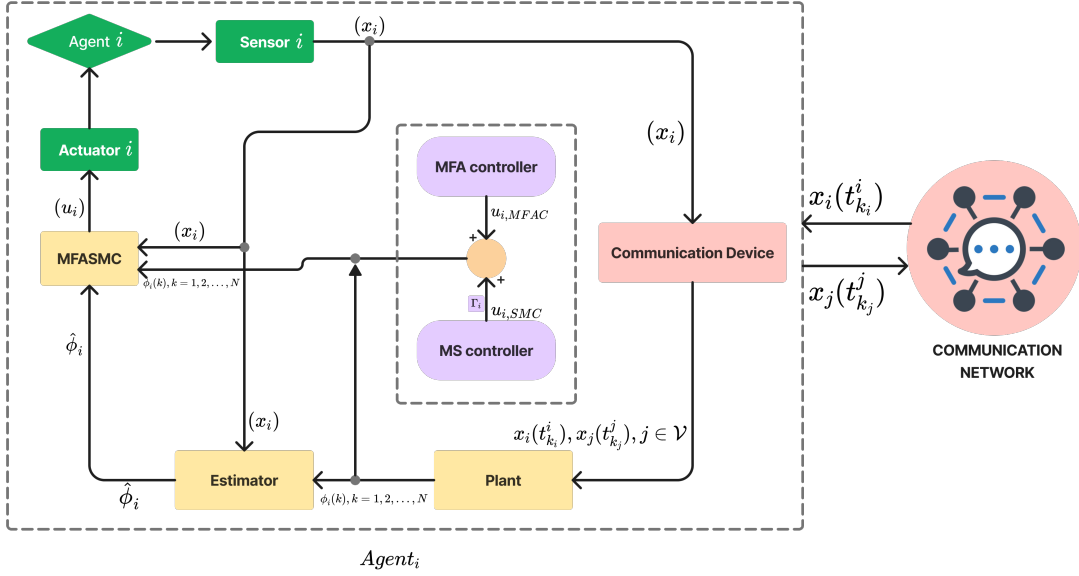 Agent i
Sensor i
(x_i)
Actuator i
(u_i)
(x_i)
MFASMC
ϕ_i(k), k = 1, 2, …, N
MFA controller
u_{i,MFAC}
+
+
Γ_i
u_{i,SMC}
MS controller
(x_i)
Communication Device
x_i(t^i_{k_i})
x_j(t^j_{k_j})
COMMUNICATION
NETWORK
ϕ̂_i
(x_i)
x_i(t^i_{k_i}), x_j(t^j_{k_j}), j ∈ 𝒱
Estimator
Plant
ϕ̂_i
ϕ_i(k), k = 1, 2, …, N
Agent_i